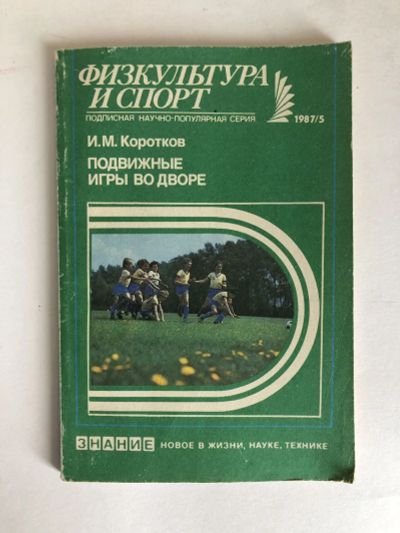 ФИЗКУЛЬТУРА
И СПОРТ
ПОДПИСНАЯ НАУЧНО-ПОПУЛЯРНАЯ СЕРИЯ
1987/5
И.М. Коротков
ПОДВИЖНЫЕ
ИГРЫ ВО ДВОРЕ
ЗНАНИЕ НОВОЕ В ЖИЗНИ, НАУКЕ, ТЕХНИКЕ